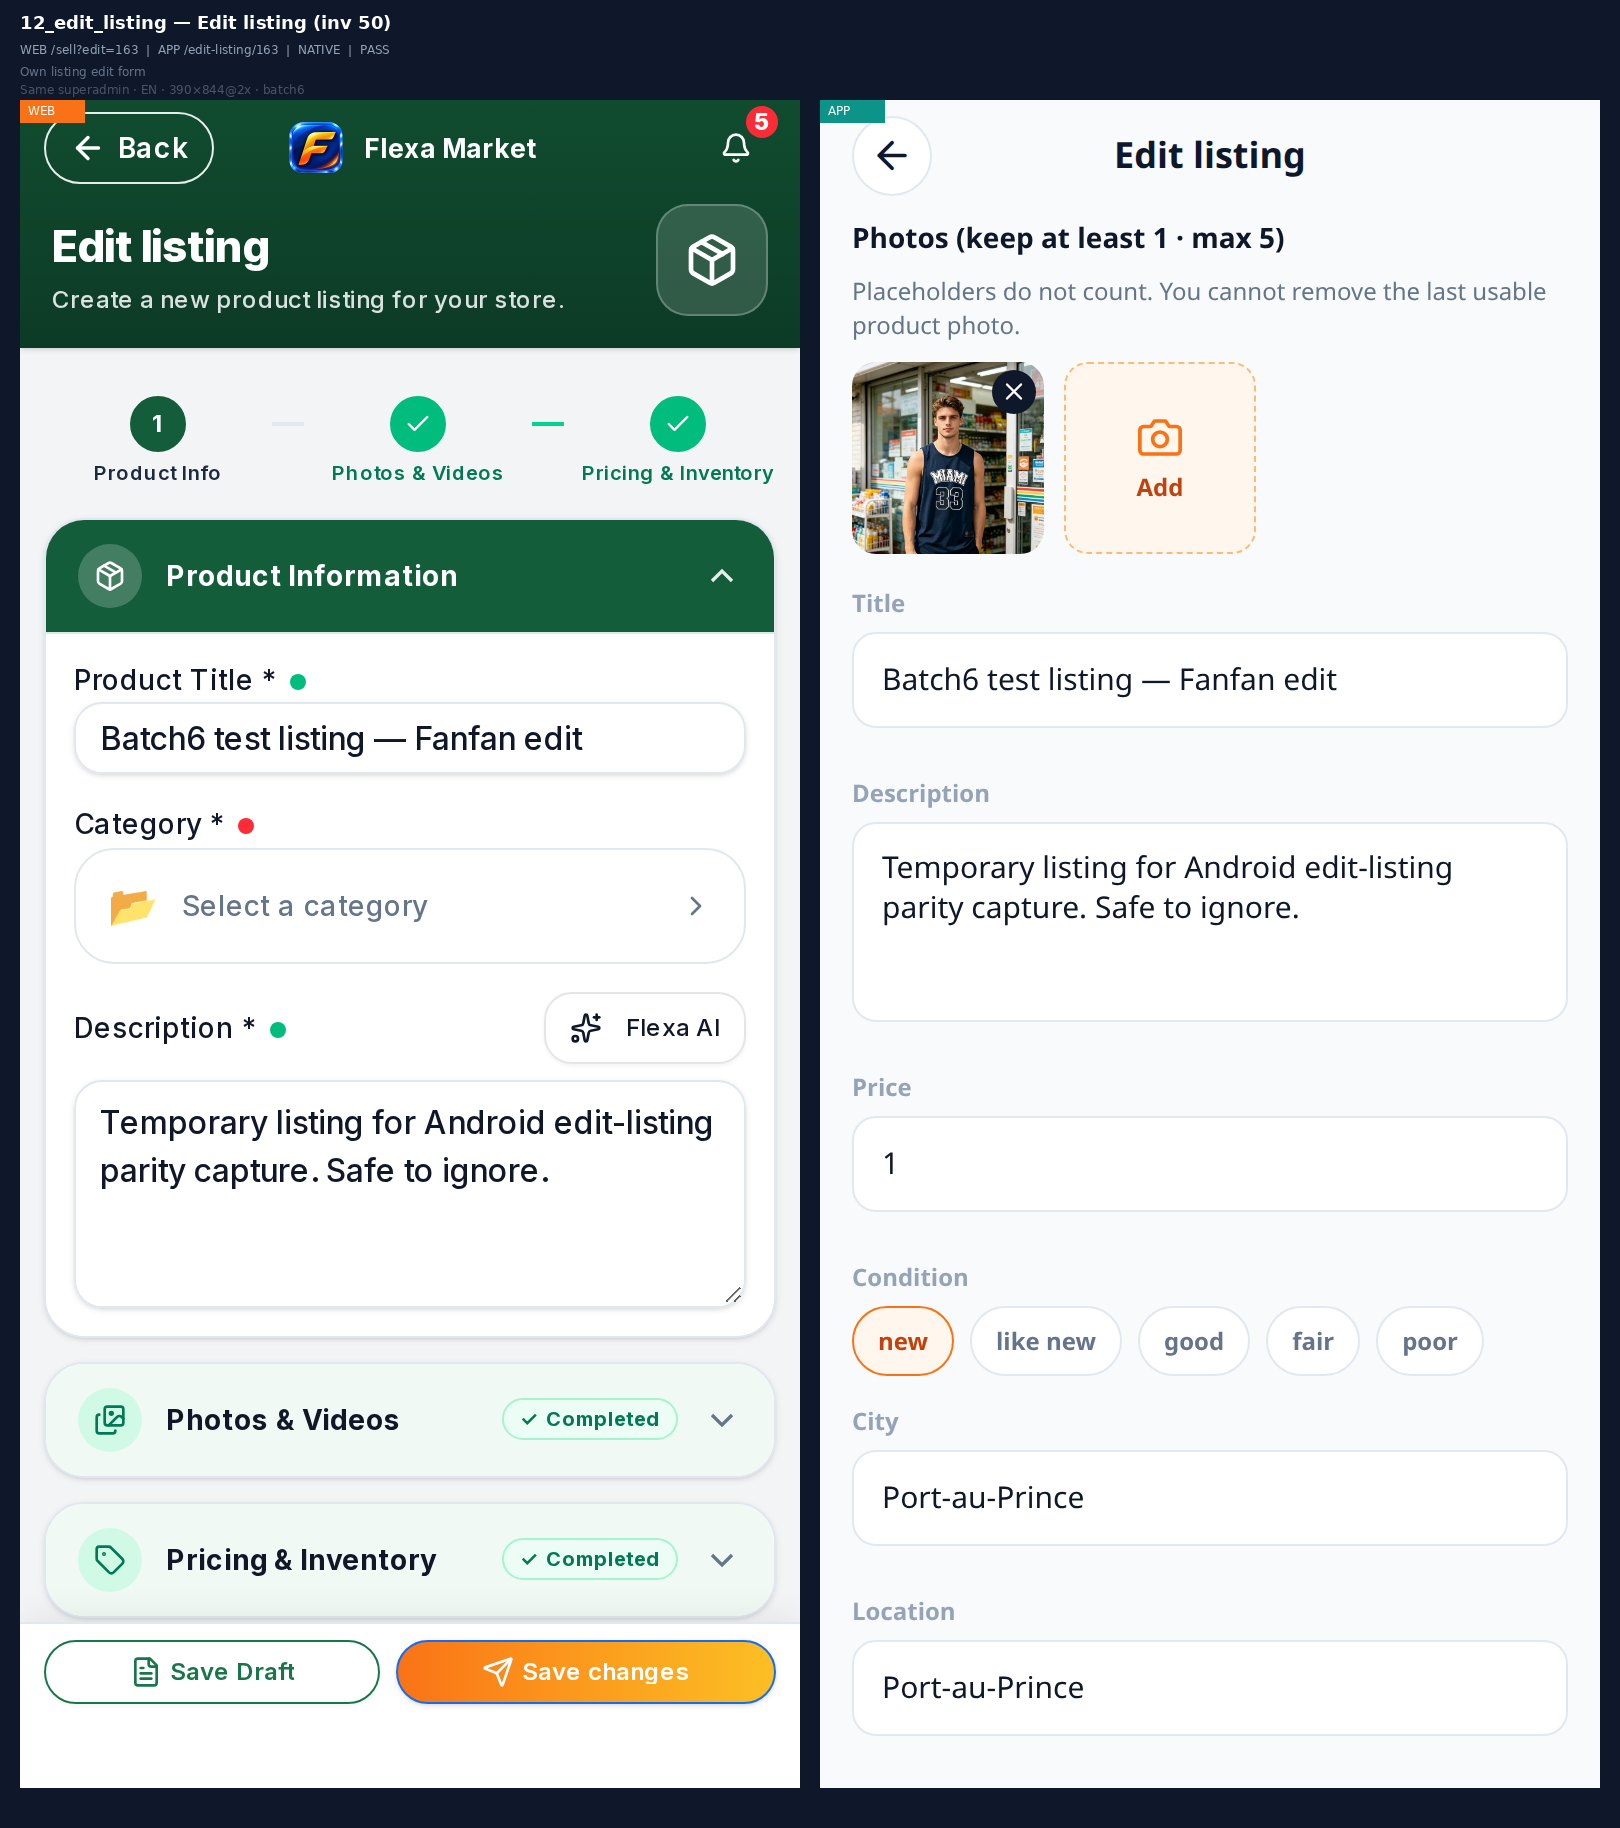 12_edit_listing — Edit listing (inv 50)
WEB /sell?edit=163 | APP /edit-listing/163 | NATIVE | PASS
Own listing edit form
Same superadmin · EN · 390×844@2x · batch6
WEB
Back
Flexa Market
5
Edit listing
Create a new product listing for your store.
1
Product Info
Photos & Videos
Pricing & Inventory
Product Information
Product Title *
Batch6 test listing — Fanfan edit
Category *
Select a category
Description *
Flexa AI
Temporary listing for Android edit-listing
parity capture. Safe to ignore.
Photos & Videos
Completed
Pricing & Inventory
Completed
Save Draft
Save changes
APP
Edit listing
Photos (keep at least 1 · max 5)
Placeholders do not count. You cannot remove the last usable
product photo.
MIAMI
33
Add
Title
Batch6 test listing — Fanfan edit
Description
Temporary listing for Android edit-listing
parity capture. Safe to ignore.
Price
1
Condition
new
like new
good
fair
poor
City
Port-au-Prince
Location
Port-au-Prince